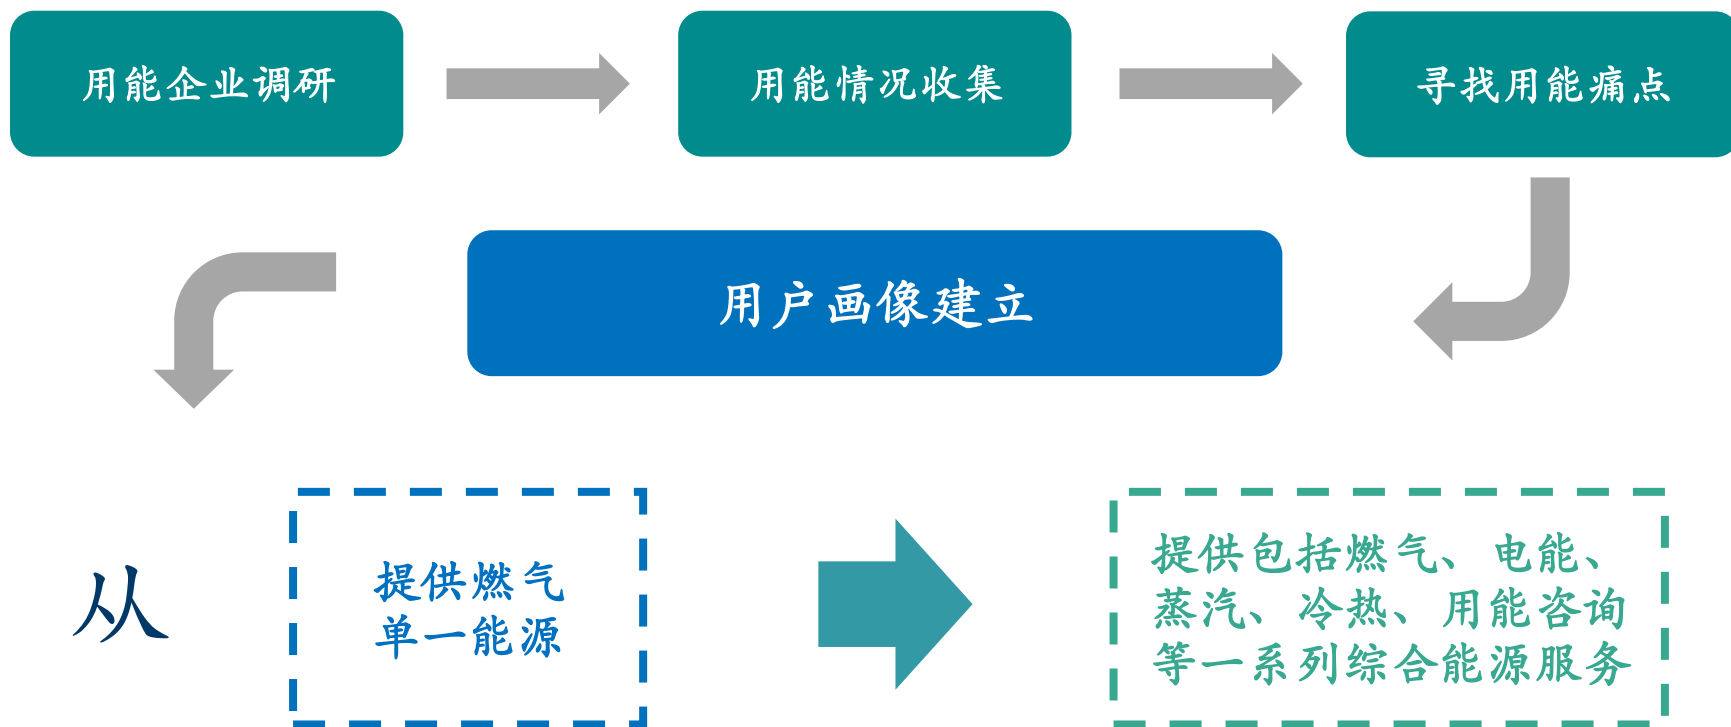 用能企业调研
用能情况收集
寻找用能痛点
用户画像建立
从
提供燃气
单一能源
提供包括燃气、电能、
蒸汽、冷热、用能咨询
等一系列综合能源服务